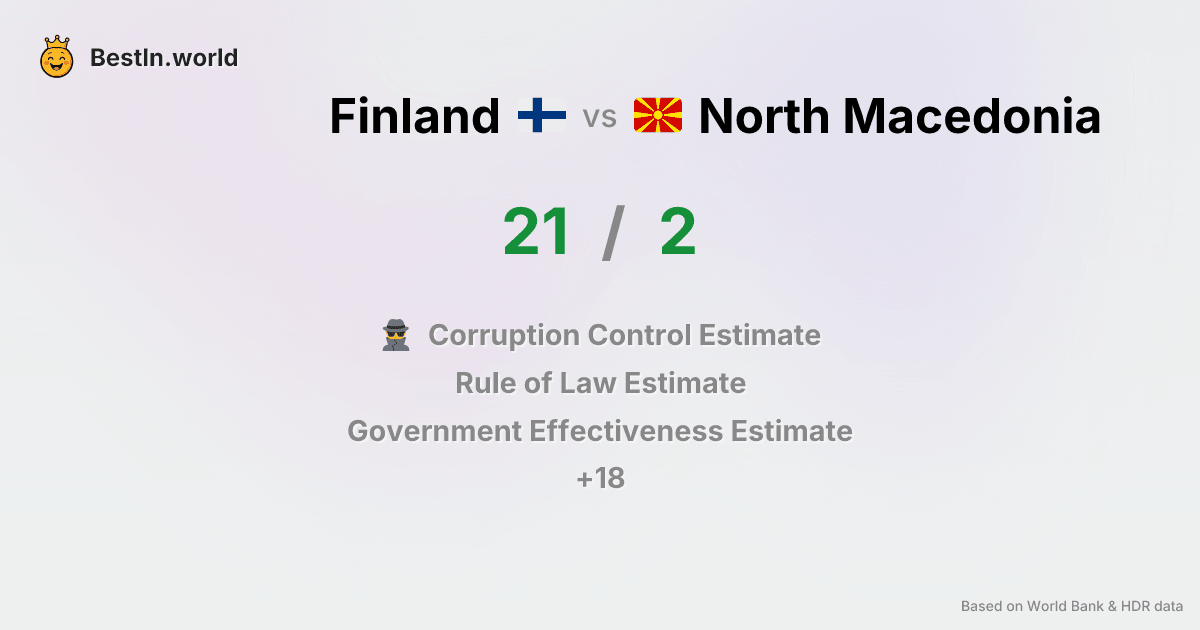 BestIn.world
Finland vs North Macedonia
21 / 2
Corruption Control Estimate
Rule of Law Estimate
Government Effectiveness Estimate
+18
Based on World Bank & HDR data